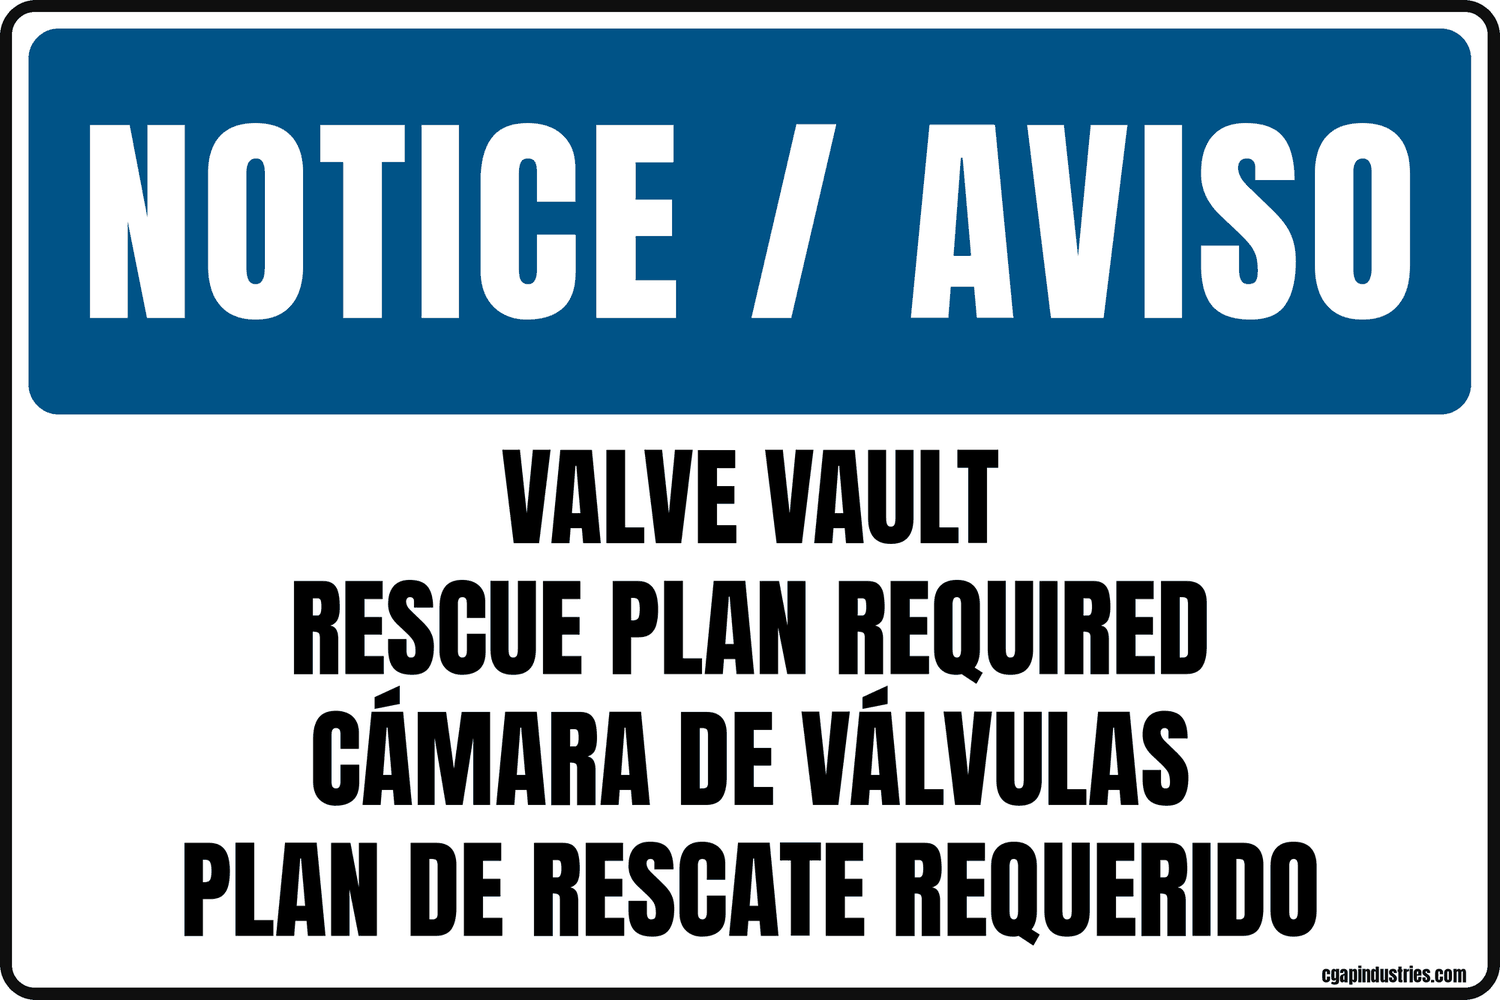 NOTICE / AVISO
VALVE VAULT
RESCUE PLAN REQUIRED
CÁMARA DE VÁLVULAS
PLAN DE RESCATE REQUERIDO
cgapindustries.com